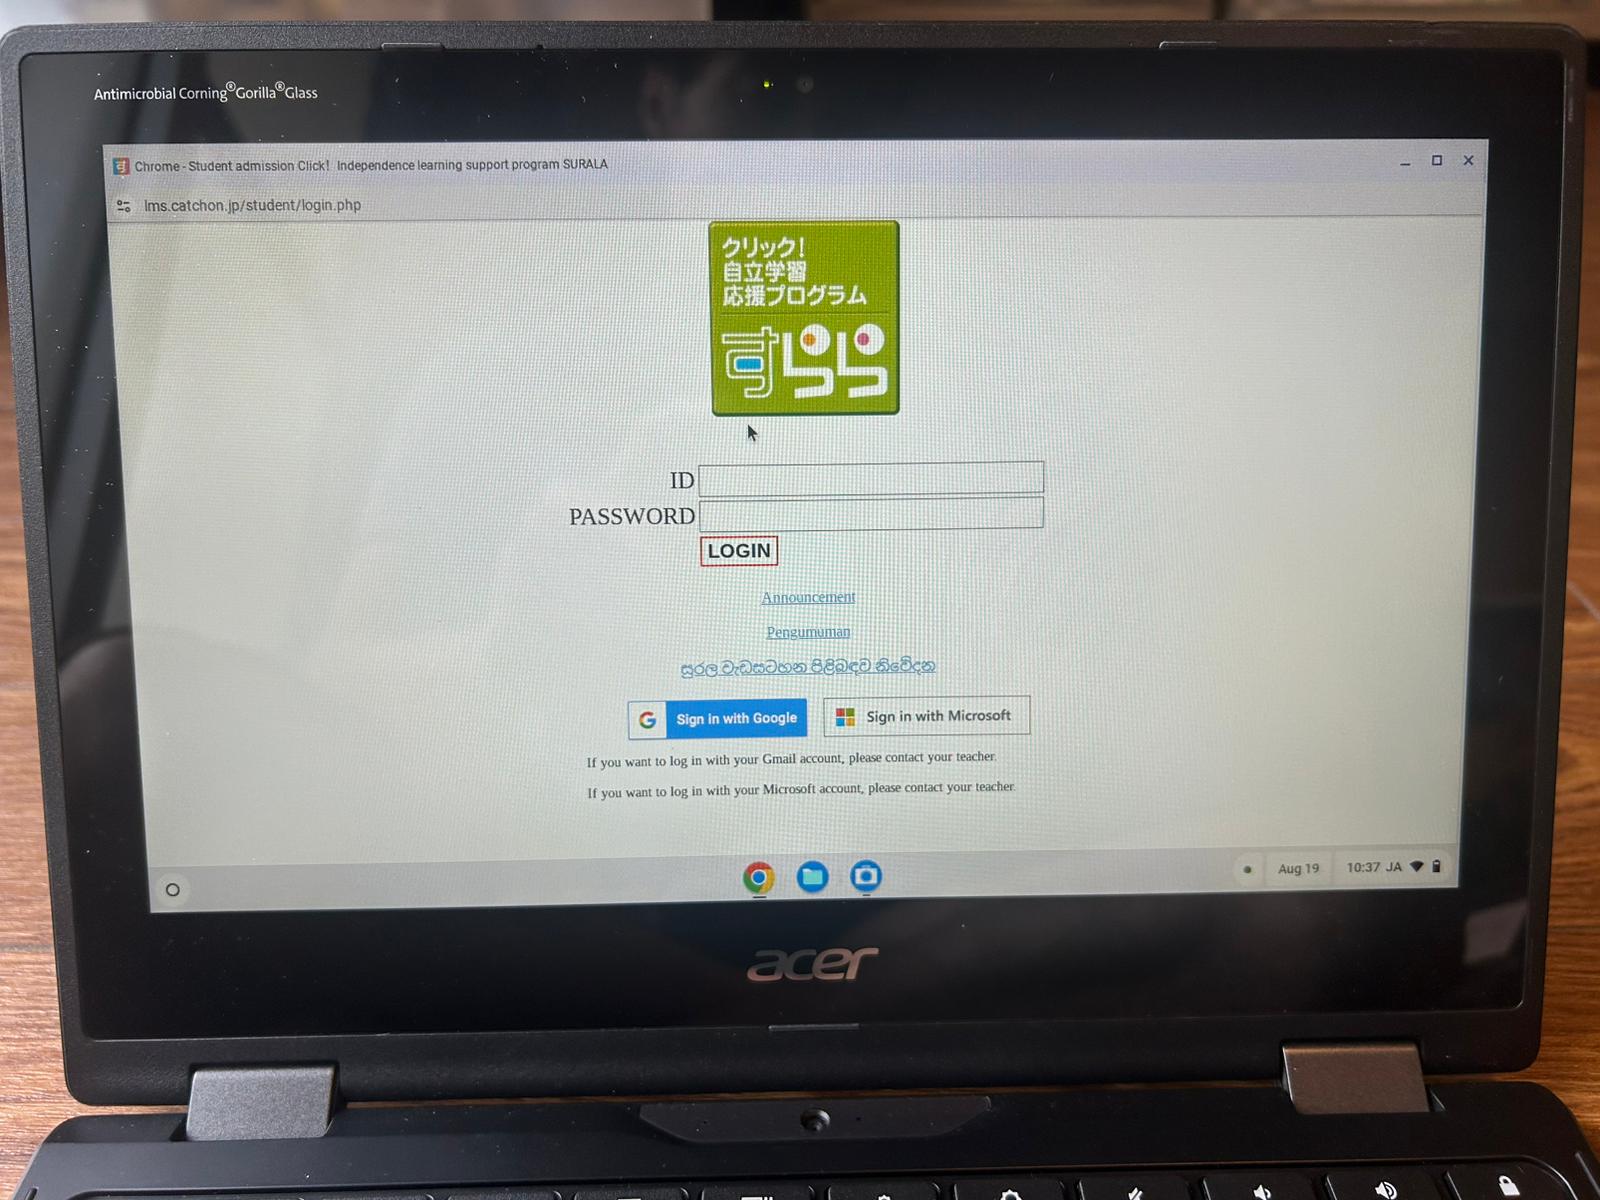 Antimicrobial Corning®Gorilla®Glass
Chrome - Student admission Click! Independence learning support program SURALA
lms.catchon.jp/student/login.php
クリック!
自立学習
応援プログラム
すらら
ID
PASSWORD
LOGIN
Announcement
Pengumuman
සුරල වැඩසටහන පිළිබඳව නිවේදන
Sign in with Google
Sign in with Microsoft
If you want to log in with your Gmail account, please contact your teacher.
If you want to log in with your Microsoft account, please contact your teacher.
Aug 19
10:37 JA
acer